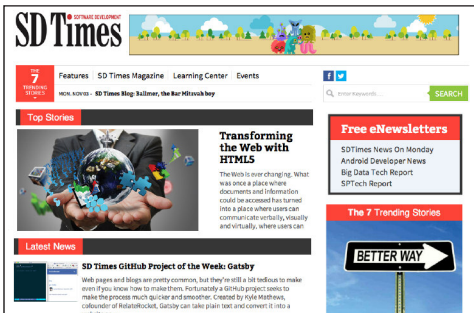 SD Times
SOFTWARE DEVELOPMENT
THE
7
TRENDING
STORIES
Features SD Times Magazine Learning Center Events
MON. NOV 03 - SD Times Blog: Ballmer, the Bar Mitzvah boy
Enter Keywords...
SEARCH
Top Stories
Transforming
the Web with
HTML5
The Web is ever changing. What
was once a place where
documents and information
could be accessed has turned
into a place where users can
communicate verbally, visually
and virtually, where users can
Free eNewsletters
SDTimes News On Monday
Android Developer News
Big Data Tech Report
SPTech Report
The 7 Trending Stories
BETTER WAY
Latest News
SD Times GitHub Project of the Week: Gatsby
Web pages and blogs are pretty common, but they're still a bit tedious to make
even if you know how to make them. Fortunately a GitHub project seeks to
make the process much quicker and smoother. Created by Kyle Mathews,
cofounder of RelateRocket, Gatsby can take plain text and convert it into a